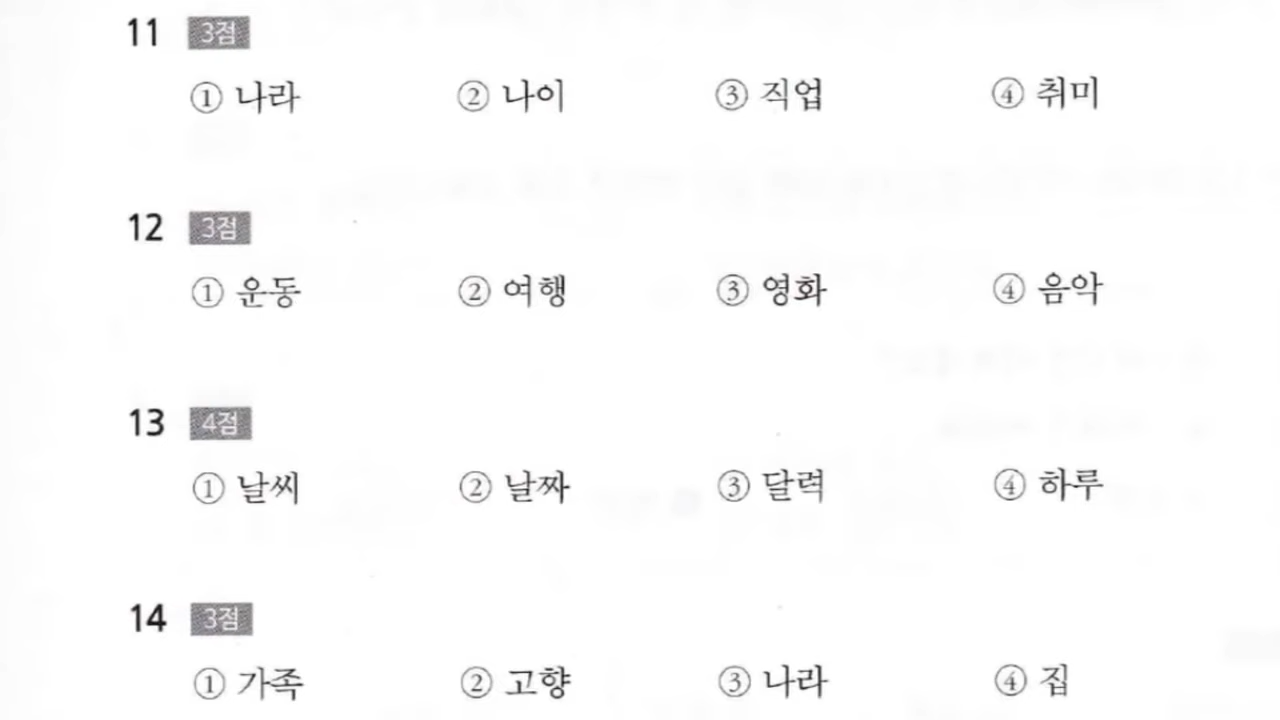 11 3점
① 나라 ② 나이 ③ 직업 ④ 취미
12 3점
① 운동 ② 여행 ③ 영화 ④ 음악
13 4점
① 날씨 ② 날짜 ③ 달력 ④ 하루
14 3점
① 가족 ② 고향 ③ 나라 ④ 집